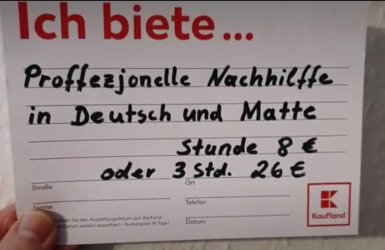 Ich biete...
Proffezjonelle Nachhilffe
in Deutsch und Matte
Stunde 8 €
oder 3 Std. 26 €
Straße
Ort
Name
Telefon
Datum
Kaufland